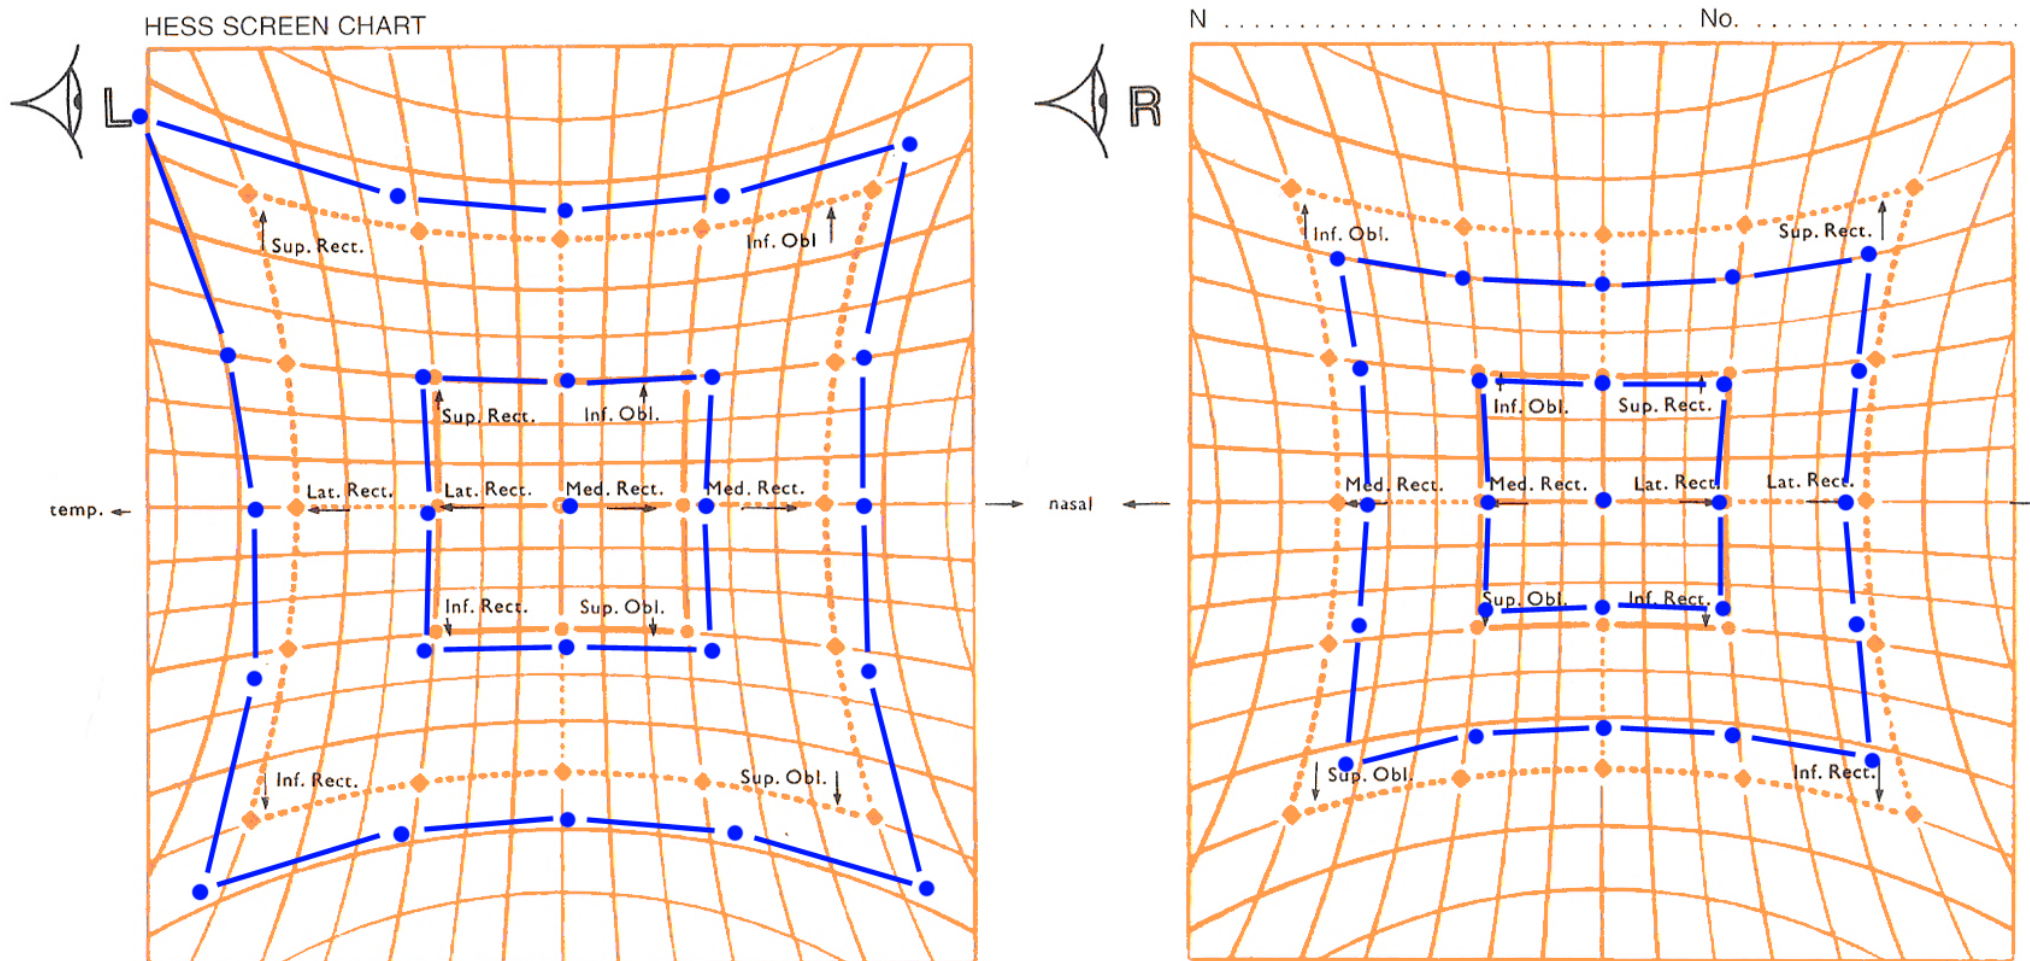 HESS SCREEN CHART
N ........................................ No. ........................
L
R
Sup. Rect.
Inf. Obl
Inf. Obl.
Sup. Rect.
Sup. Rect.
Inf. Obl.
Inf. Obl.
Sup. Rect.
temp.
Lat. Rect.
Lat. Rect.
Med. Rect.
Med. Rect.
nasal
Med. Rect.
Med. Rect.
Lat. Rect.
Lat. Rect.
Inf. Rect.
Sup. Obl.
Sup. Obl.
Inf. Rect.
Inf. Rect.
Sup. Obl.
Sup. Obl.
Inf. Rect.